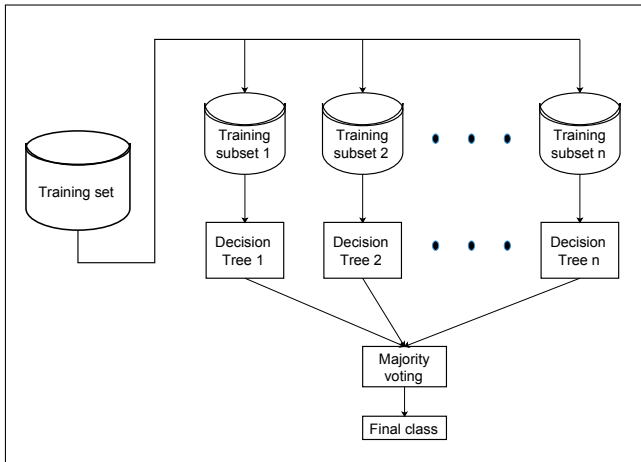 Training set
Training
subset 1
Training
subset 2
Training
subset n
Decision
Tree 1
Decision
Tree 2
Decision
Tree n
Majority
voting
Final class